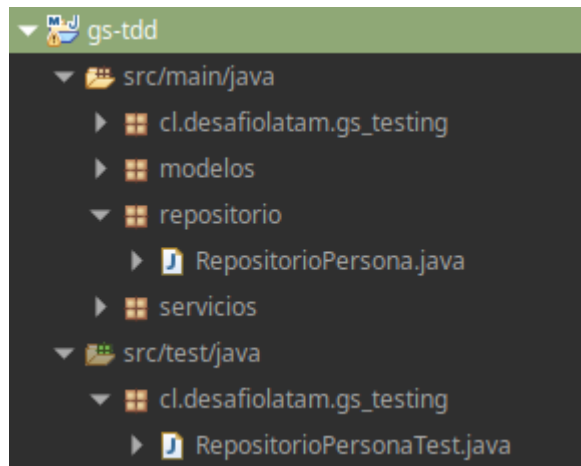 gs-tdd
src/main/java
cl.desafiolatam.gs_testing
modelos
repositorio
RepositorioPersona.java
servicios
src/test/java
cl.desafiolatam.gs_testing
RepositorioPersonaTest.java